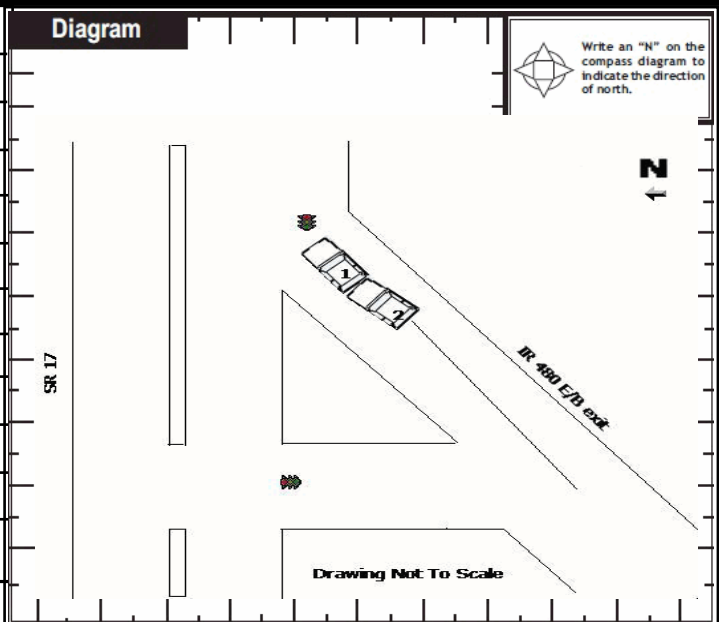 Diagram
Write an “N” on the
compass diagram to
indicate the direction
of north.
N
1
2
SR 17
IR 480 E/B exit
Drawing Not To Scale